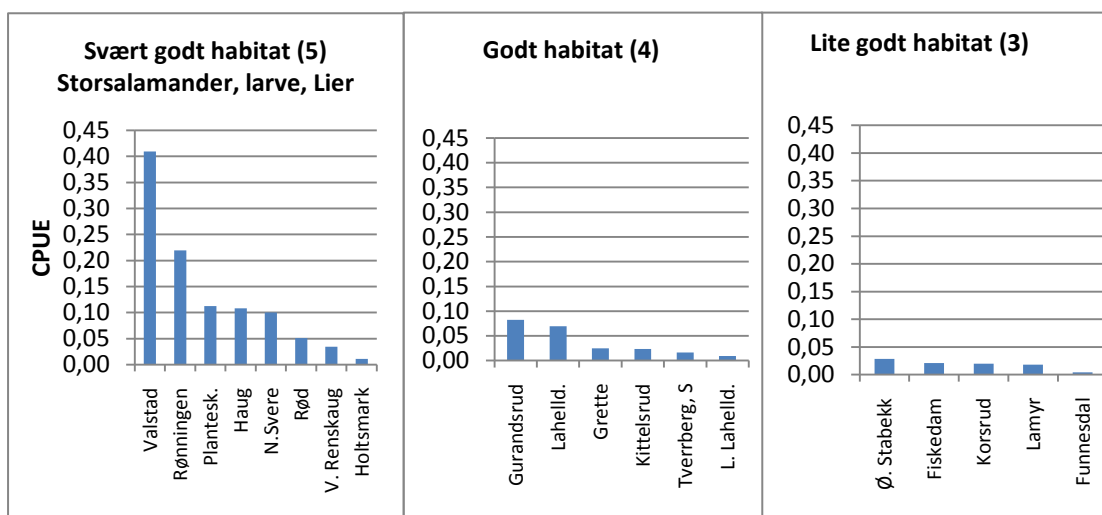 Svært godt habitat (5)
Storsalamander, larve, Lier
CPUE
0,45
0,40
0,35
0,30
0,25
0,20
0,15
0,10
0,05
0,00
Valstad
Rønningen
Plantesk.
Haug
N.Svere
Rød
V. Renskaug
Holtsmark
Godt habitat (4)
0,45
0,40
0,35
0,30
0,25
0,20
0,15
0,10
0,05
0,00
Gurandsrud
Lahelld.
Grette
Kittelsrud
Tverrberg, S
L. Lahelld.
Lite godt habitat (3)
0,45
0,40
0,35
0,30
0,25
0,20
0,15
0,10
0,05
0,00
Ø. Stabekk
Fiskedam
Korsrud
Lamyr
Funnesdal